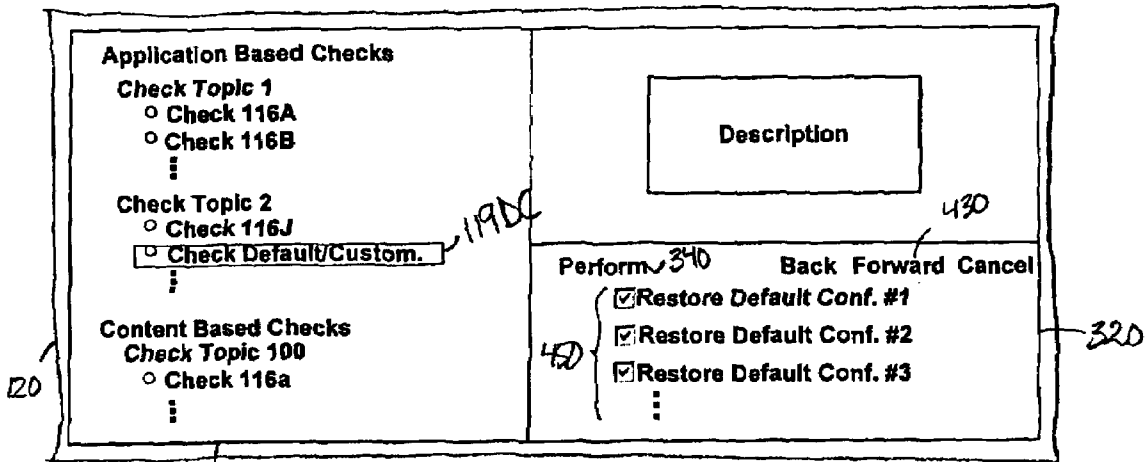 Application Based Checks
Check Topic 1
Check 116A
Check 116B
Check Topic 2
Check 116J
Check Default/Custom.
119DC
Content Based Checks
Check Topic 100
Check 116a
120
Description
430
Perform 340 Back Forward Cancel
Restore Default Conf. #1
Restore Default Conf. #2
Restore Default Conf. #3
450
320